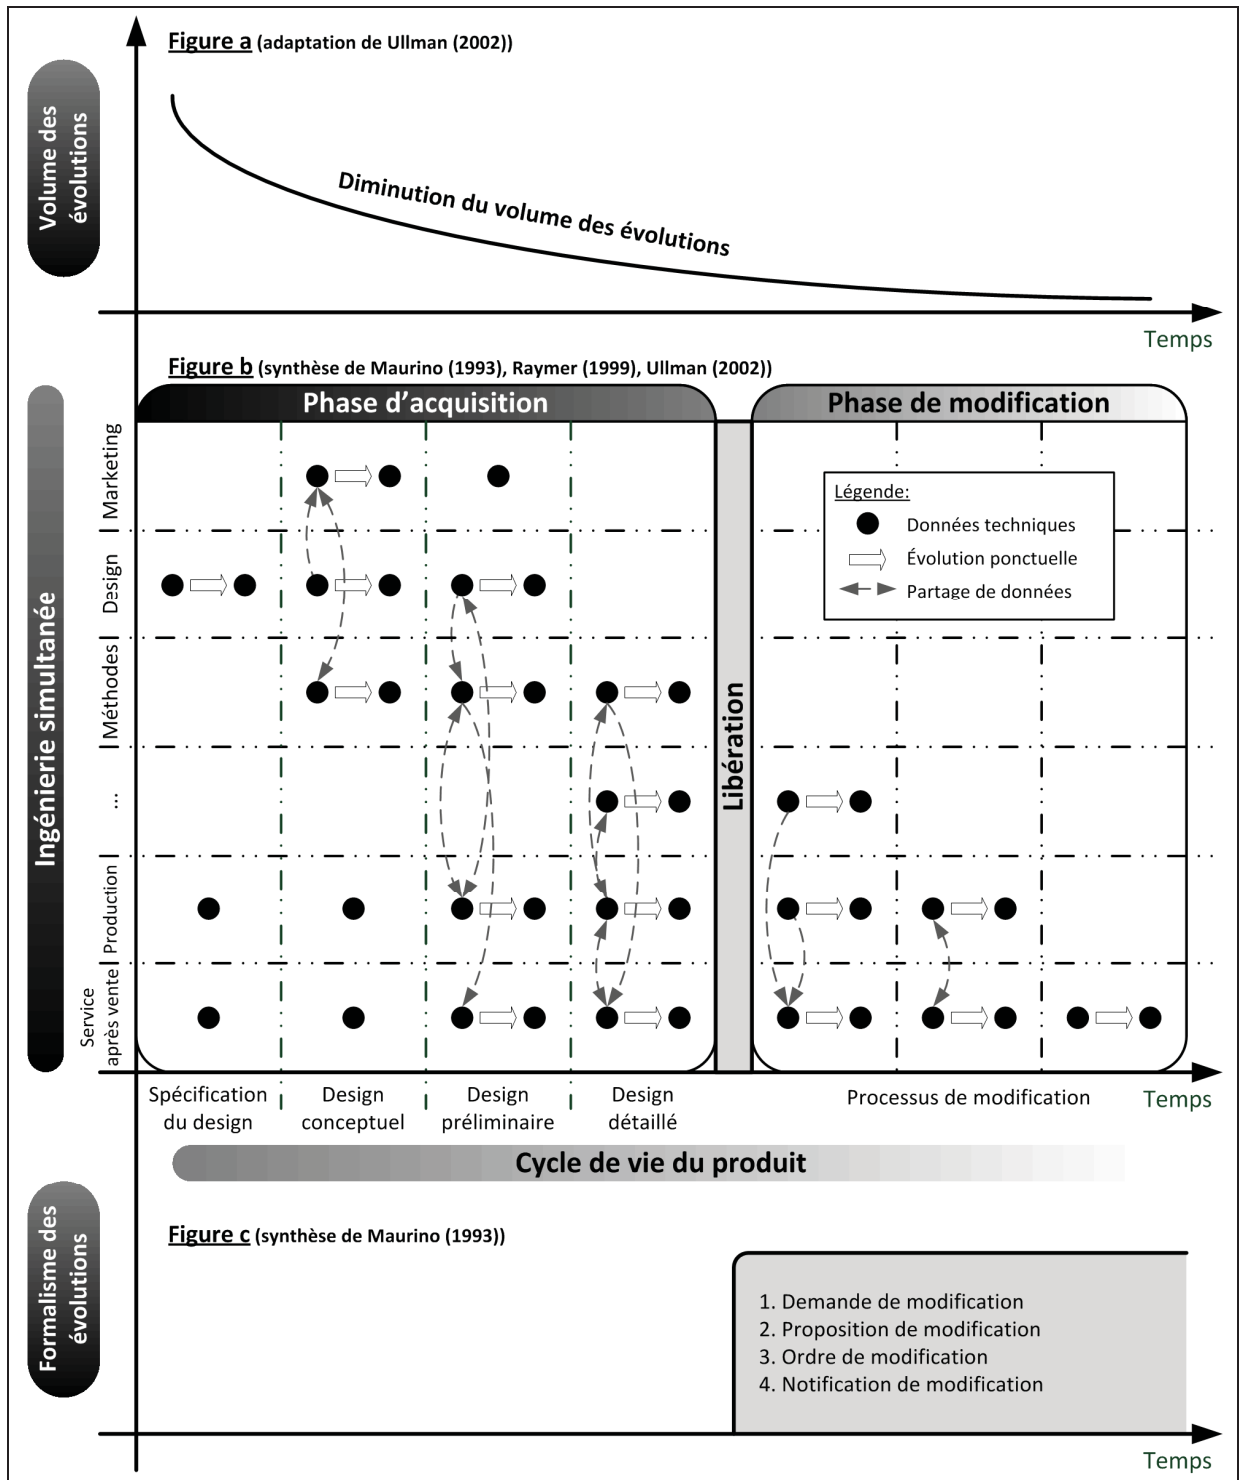 Figure a (adaptation de Ullman (2002))
Volume des
évolutions
Diminution du volume des évolutions
Temps
Figure b (synthèse de Maurino (1993), Raymer (1999), Ullman (2002))
Phase d'acquisition
Phase de modification
Ingénierie simultanée
Marketing
Design
Méthodes
...
Production
Service
après vente
Légende:
Données techniques
Évolution ponctuelle
Partage de données
Libération
Spécification
du design
Design
conceptuel
Design
préliminaire
Design
détaillé
Processus de modification
Temps
Cycle de vie du produit
Formalisme des
évolutions
Figure c (synthèse de Maurino (1993))
1. Demande de modification
2. Proposition de modification
3. Ordre de modification
4. Notification de modification
Temps